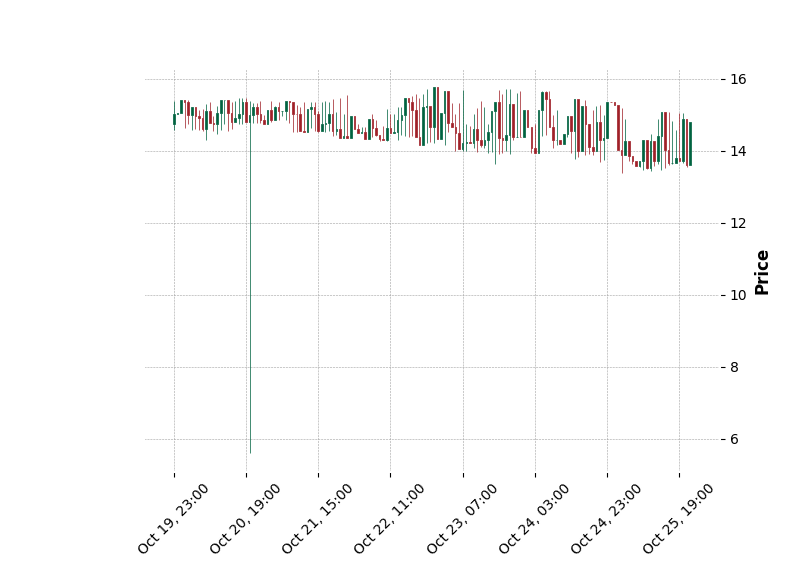 16
14
12
10
8
6
Price
Oct 19, 23:00
Oct 20, 19:00
Oct 21, 15:00
Oct 22, 11:00
Oct 23, 07:00
Oct 24, 03:00
Oct 24, 23:00
Oct 25, 19:00